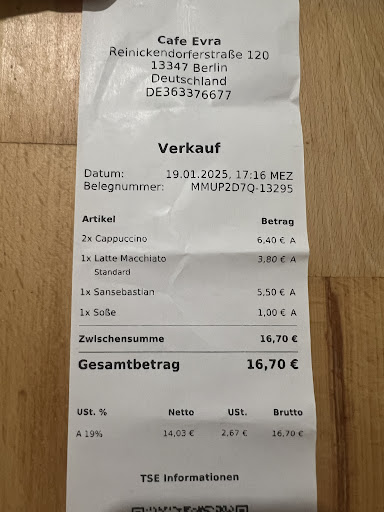 Cafe Evra
Reinickendorferstraße 120
13347 Berlin
Deutschland
DE363376677
Verkauf
Datum: 19.01.2025, 17:16 MEZ
Belegnummer: MMUP2D7Q-13295
Artikel Betrag
2x Cappuccino 6,40 € A
1x Latte Macchiato 3,80 € A
Standard
1x Sansebastian 5,50 € A
1x Soße 1,00 € A
Zwischensumme 16,70 €
Gesamtbetrag 16,70 €
USt. % Netto USt. Brutto
A 19% 14,03 € 2,67 € 16,70 €
TSE Informationen